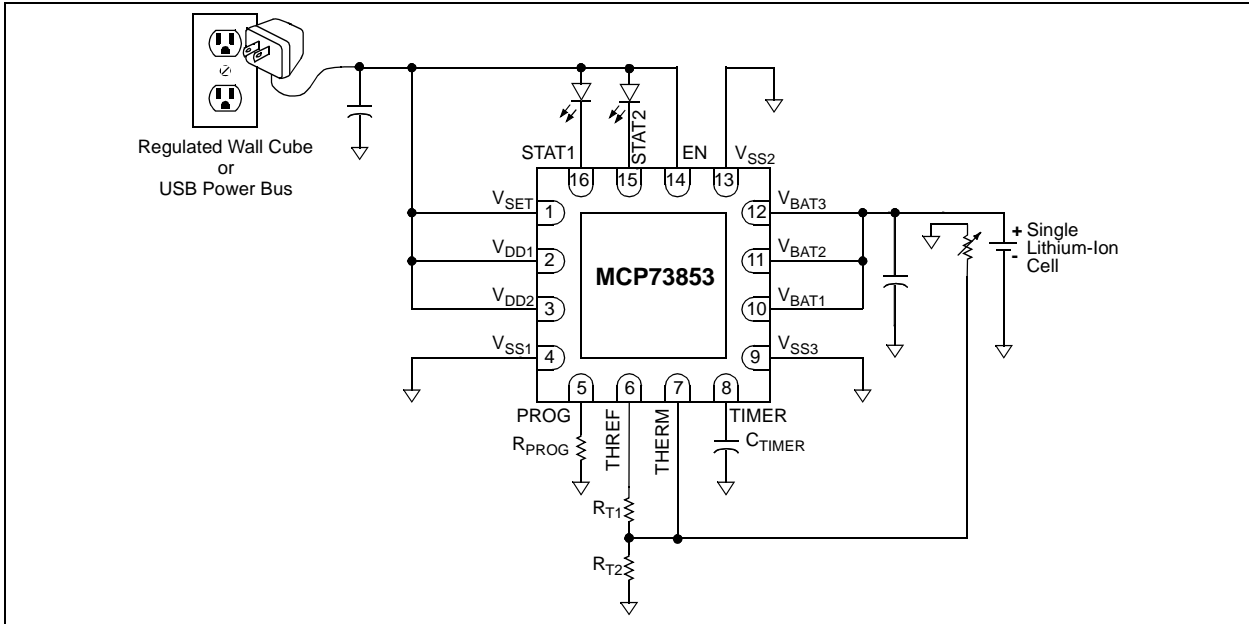 Regulated Wall Cube
or
USB Power Bus
STAT1
STAT2
EN
VSS2
16
15
14
13
VSET
1
VDD1
2
VDD2
3
VSS1
4
MCP73853
12
VBAT3
11
VBAT2
10
VBAT1
9
VSS3
+ Single
- Lithium-Ion
Cell
5
6
7
8
PROG
THREF
THERM
TIMER
RPROG
CTIMER
RT1
RT2